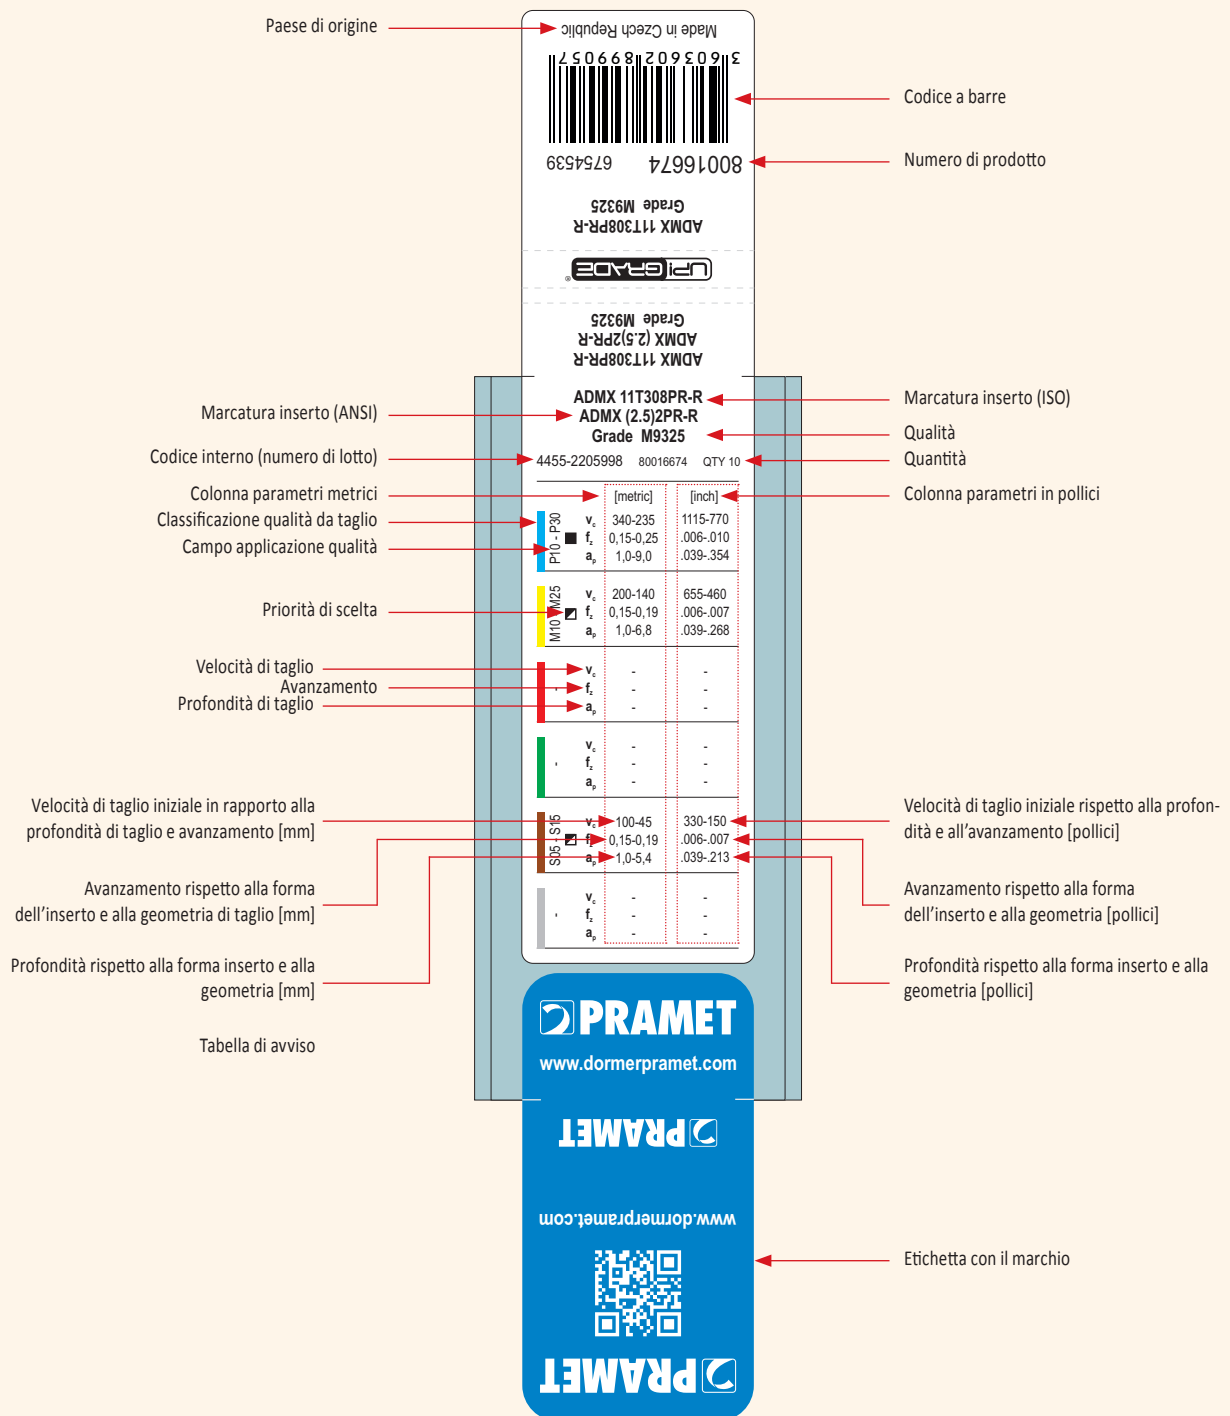 Paese di origine
Made in Czech Republic
3 603602 899057
Codice a barre
80016674 6754539
Numero di prodotto
ADMX 11T308PR-R
Grade M9325
UP!GRADE®
ADMX 11T308PR-R
ADMX (2.5)2PR-R
Grade M9325
ADMX 11T308PR-R
Marcatura inserto (ISO)
Marcatura inserto (ANSI)
ADMX (2.5)2PR-R
Grade M9325
Qualità
Codice interno (numero di lotto)
4455-2205998 80016674 QTY 10
Quantità
Colonna parametri metrici
[metric] [inch]
Colonna parametri in pollici
Classificazione qualità da taglio
Campo applicazione qualità
P10 - P30
vc 340-235 1115-770
fz 0,15-0,25 .006-.010
ap 1,0-9,0 .039-.354
Priorità di scelta
M10 - M25
vc 200-140 655-460
fz 0,15-0,19 .006-.007
ap 1,0-6,8 .039-.268
Velocità di taglio
Avanzamento
Profondità di taglio
-
vc - -
fz - -
ap - -
-
vc - -
fz - -
ap - -
Velocità di taglio iniziale in rapporto alla
profondità di taglio e avanzamento [mm]
S05 - S15
vc 100-45 330-150
fz 0,15-0,19 .006-.007
ap 1,0-5,4 .039-.213
Velocità di taglio iniziale rispetto alla profon-
dità e all'avanzamento [pollici]
Avanzamento rispetto alla forma
dell'inserto e alla geometria di taglio [mm]
-
vc - -
fz - -
ap - -
Avanzamento rispetto alla forma
dell'inserto e alla geometria [pollici]
Profondità rispetto alla forma inserto e alla
geometria [mm]
Profondità rispetto alla forma inserto e alla
geometria [pollici]
Tabella di avviso
PRAMET
www.dormerpramet.com
PRAMET
www.dormerpramet.com
Etichetta con il marchio
PRAMET